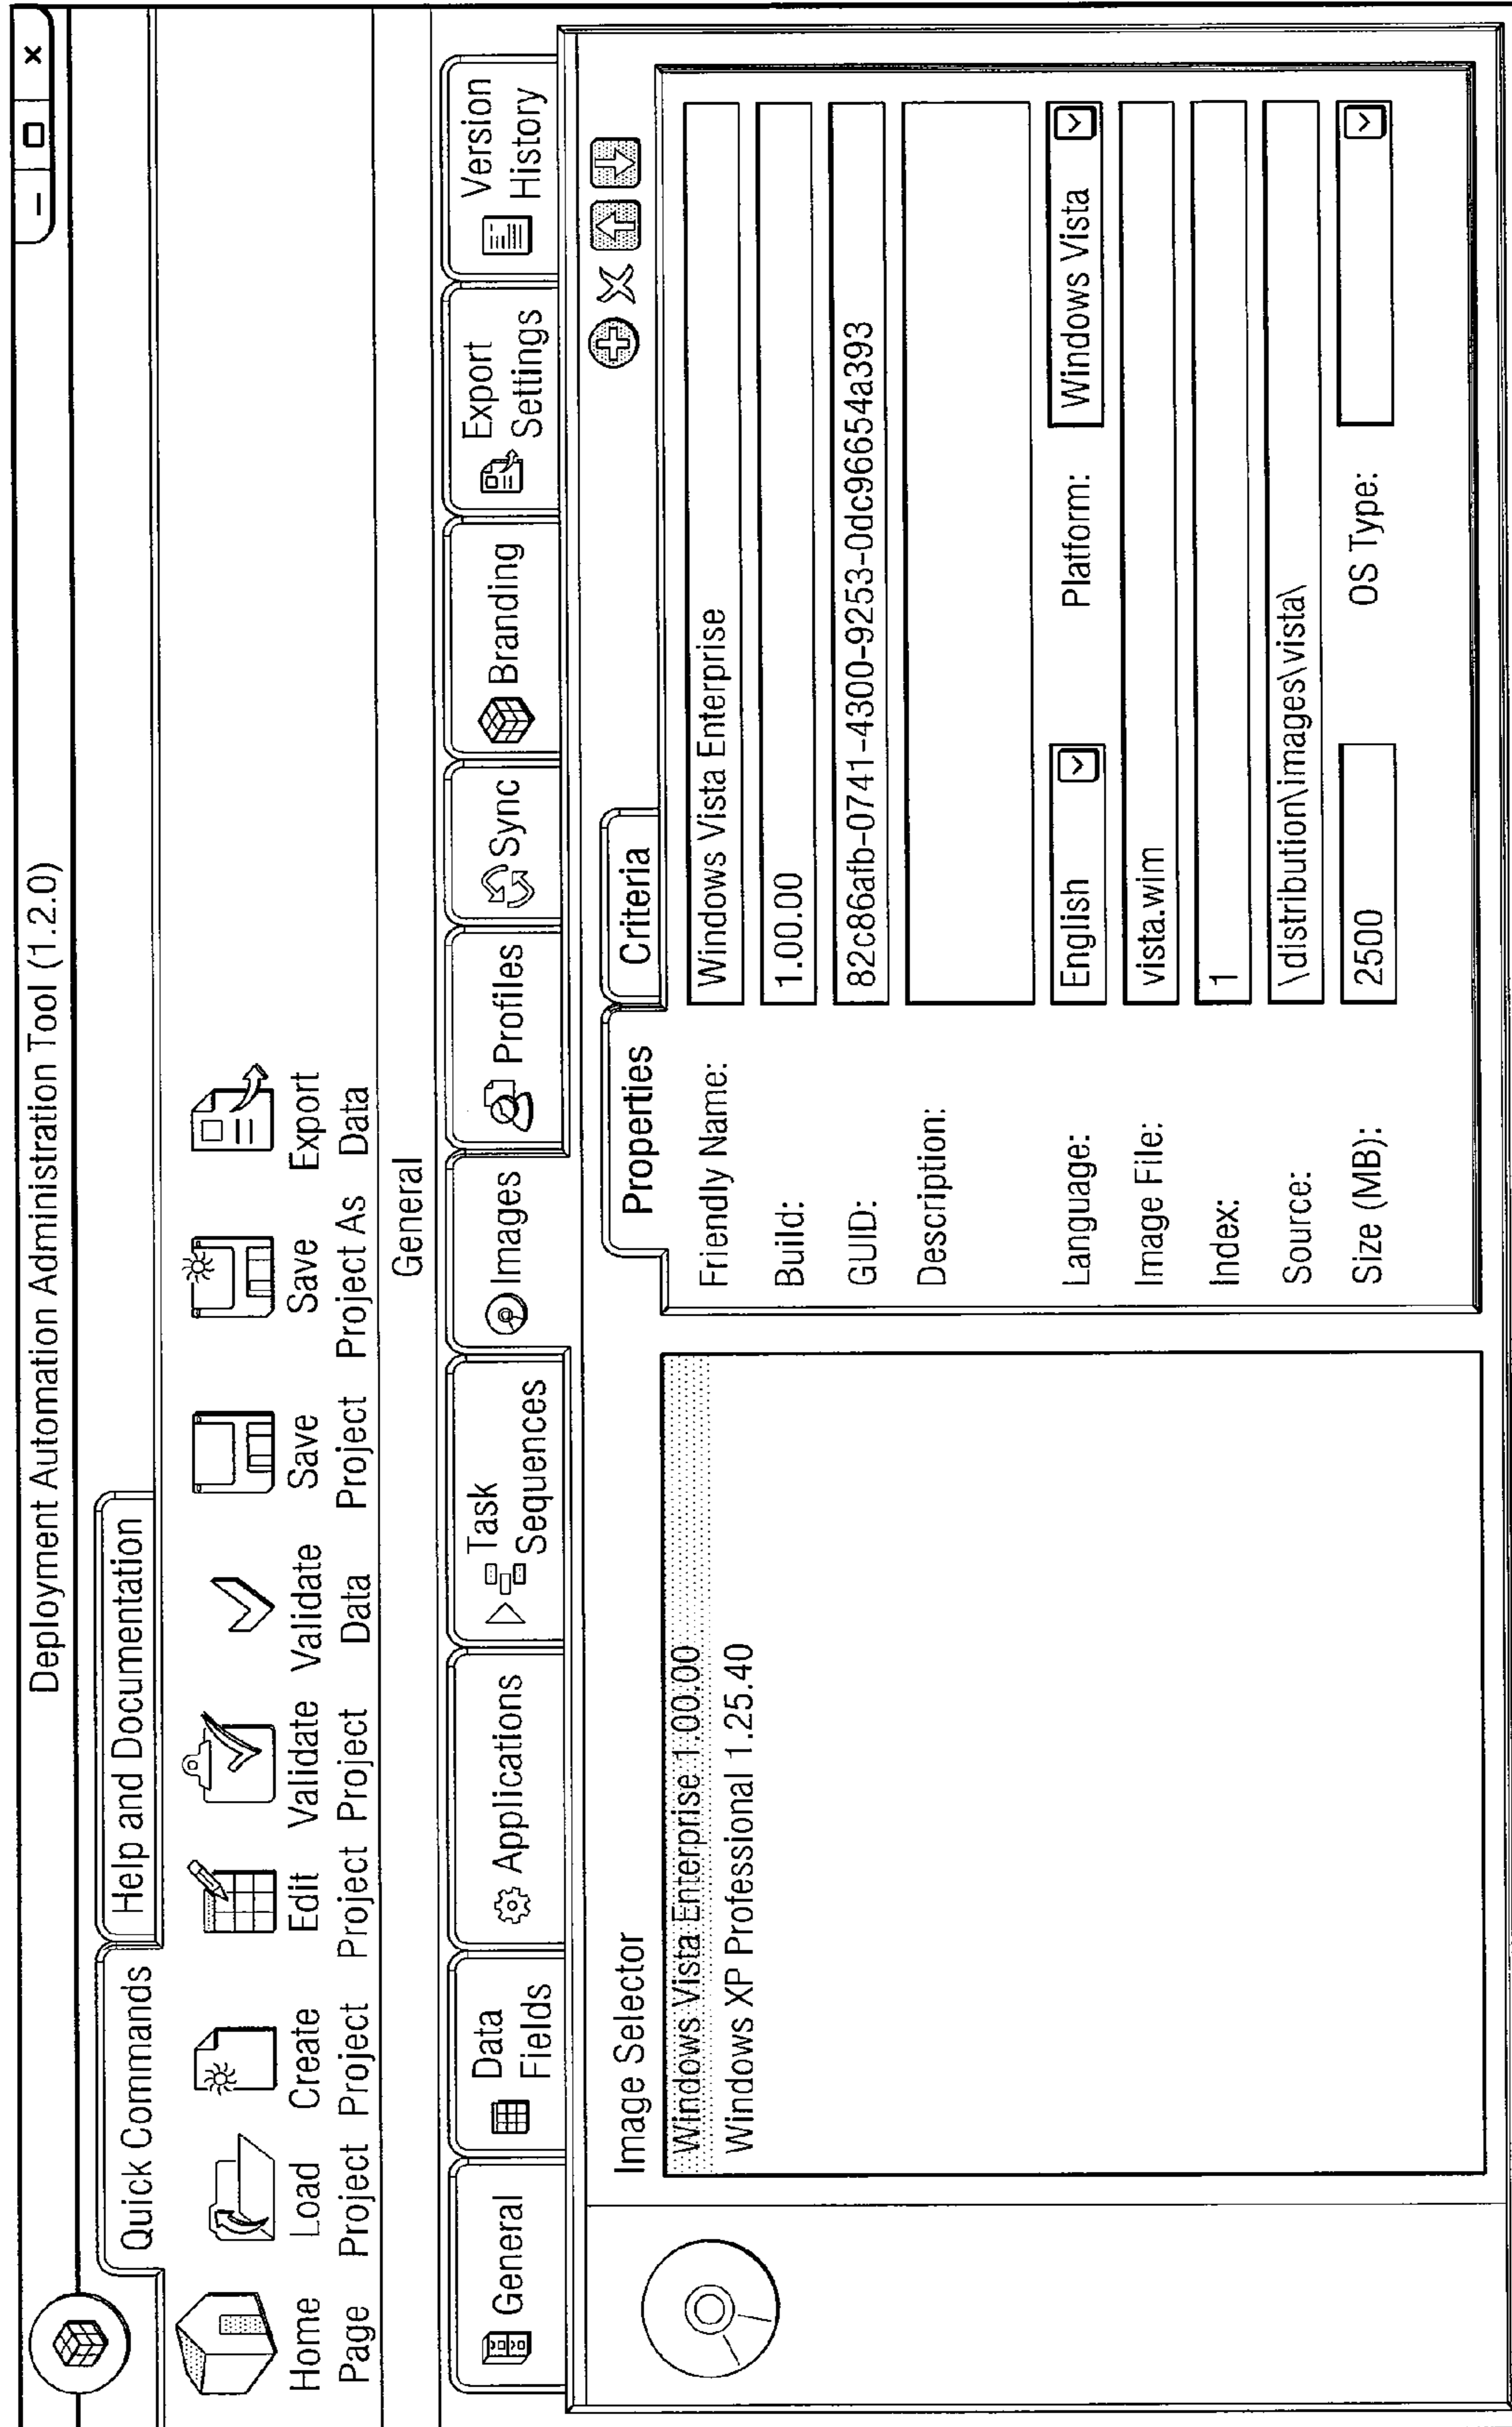 Deployment Automation Administration Tool (1.2.0)
Quick Commands
Help and Documentation
Home Page
Load Project
Create Project
Edit Project
Validate Project
Validate Data
Save Project
Save Project As
Export Data
General
General
Data Fields
Applications
Task Sequences
Images
Profiles
Sync
Branding
Export Settings
Version History
Image Selector
Windows Vista Enterprise 1.00.00
Windows XP Professional 1.25.40
Properties
Criteria
Friendly Name: Windows Vista Enterprise
Build: 1.00.00
GUID: 82c86afb-0741-4300-9253-0dc96654a393
Description:
Language: English Platform: Windows Vista
Image File: vista.wim
Index: 1
Source: \distribution\images\vista\
Size (MB): 2500 OS Type: